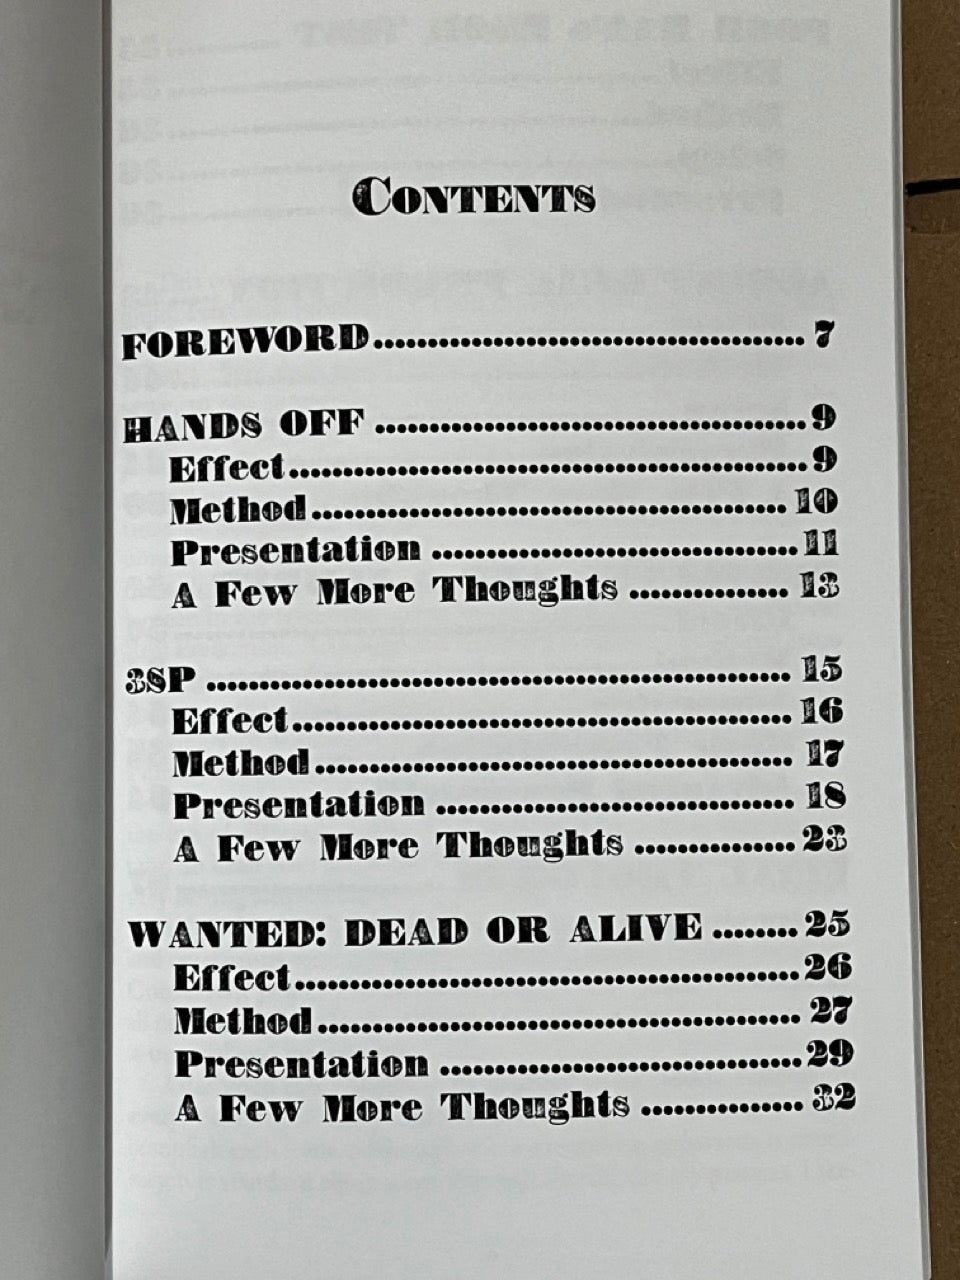 CONTENTS
FOREWORD........................................ 7
HANDS OFF ........................................9
Effect................................................9
Method............................................ 10
Presentation ..................................11
A Few More Thoughts ............... 13
3SP ...................................................... 15
Effect.............................................. 16
Method............................................ 17
Presentation ................................. 18
A Few More Thoughts ...............23
WANTED: DEAD OR ALIVE ........25
Effect...............................................26
Method............................................ 27
Presentation ..................................29
A Few More Thoughts ............... 32